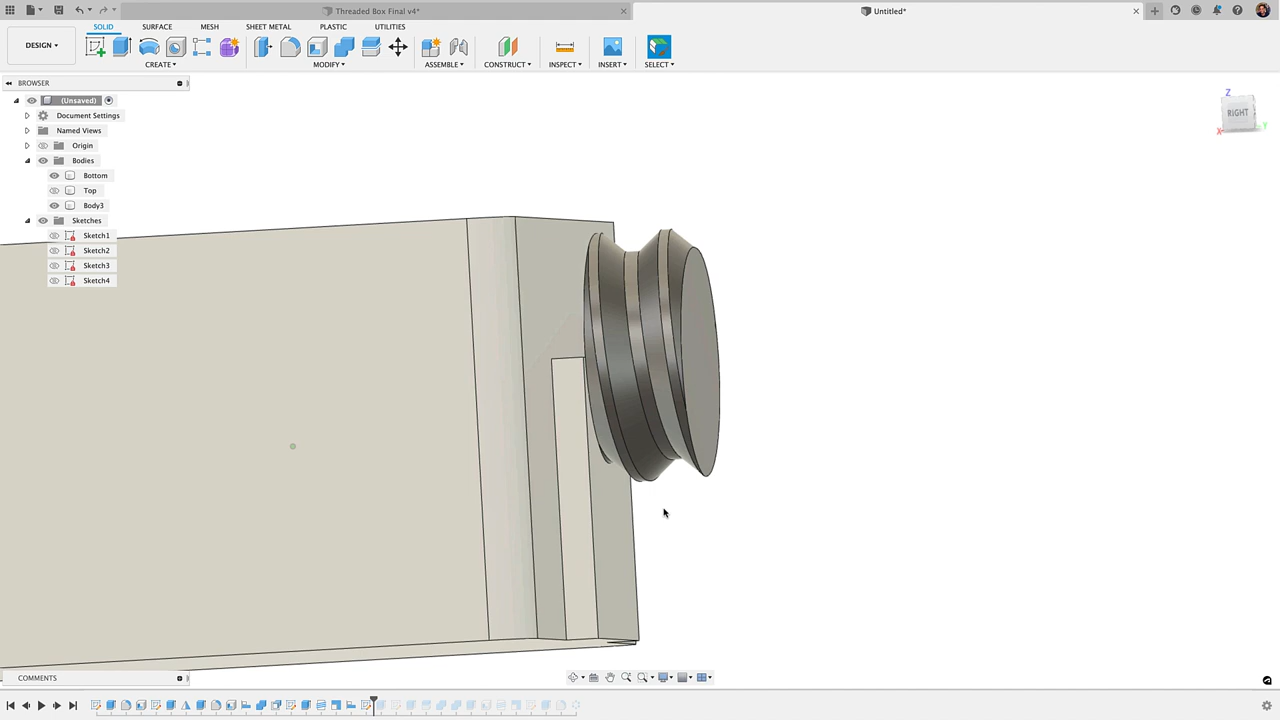 Threaded Box Final v4*
Untitled*
SOLID SURFACE MESH SHEET METAL PLASTIC UTILITIES
DESIGN
CREATE MODIFY ASSEMBLE CONSTRUCT INSPECT INSERT SELECT
BROWSER
(Unsaved)
Document Settings
Named Views
Origin
Bodies
Bottom
Top
Body3
Sketches
Sketch1
Sketch2
Sketch3
Sketch4
Z
RIGHT
X
Y
COMMENTS